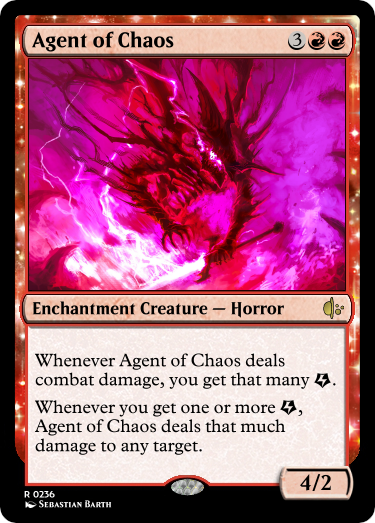 Agent of Chaos 3
Enchantment Creature — Horror
Whenever Agent of Chaos deals
combat damage, you get that many .
Whenever you get one or more ,
Agent of Chaos deals that much
damage to any target.
4/2
R 0236
Sebastian Barth